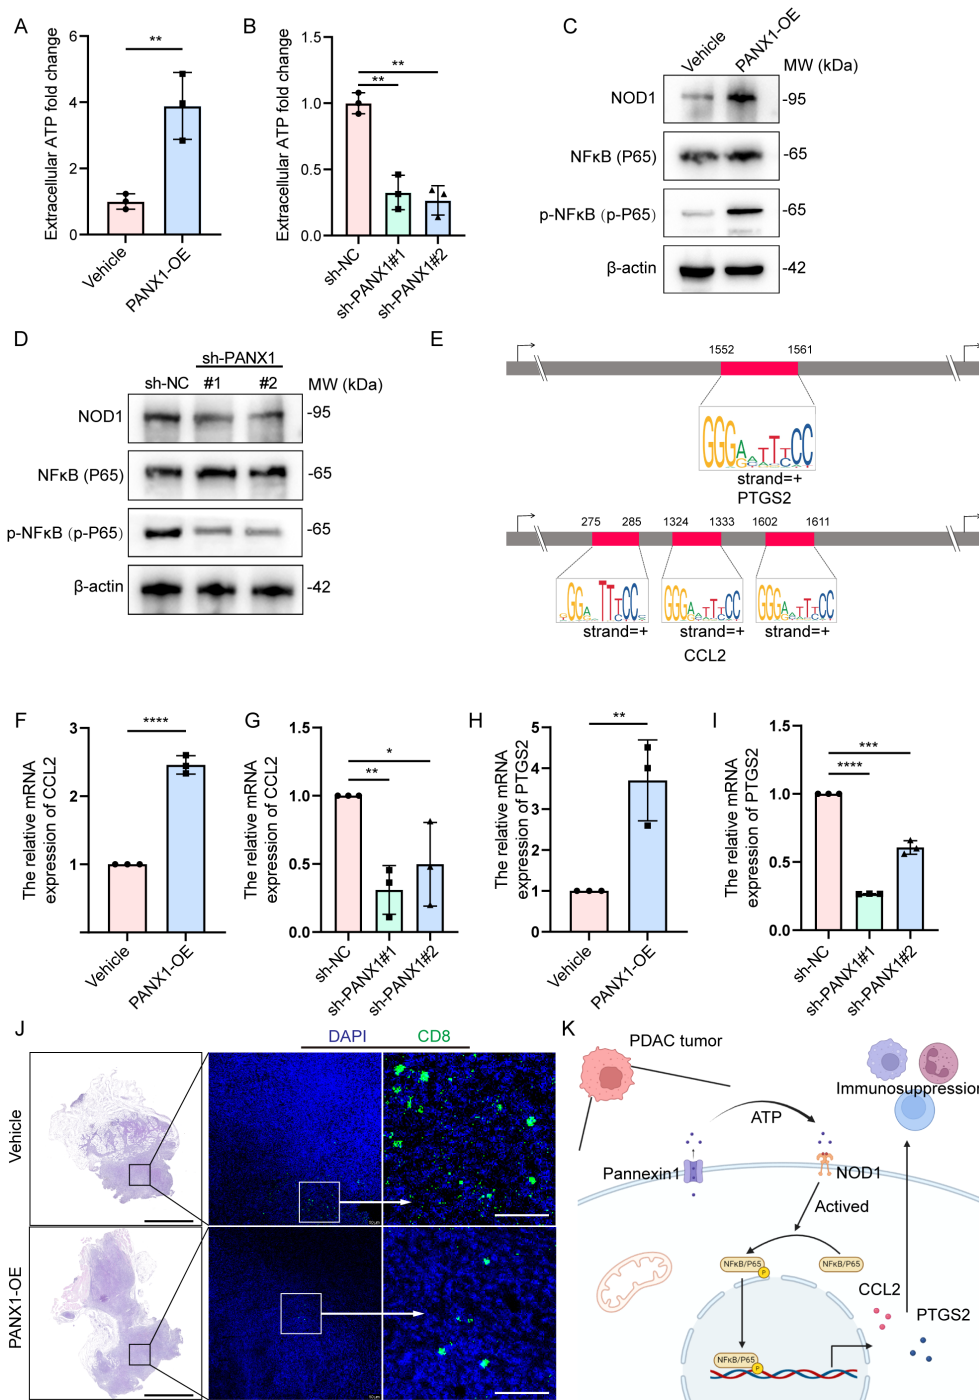 A
Extracellular ATP fold change
6
4
2
0
**
Vehicle
PANX1-OE
B
Extracellular ATP fold change
1.5
1.0
0.5
0.0
**
**
sh-NC
sh-PANX1#1
sh-PANX1#2
C
Vehicle
PANX1-OE
MW (kDa)
NOD1
-95
NFκB (P65)
-65
p-NFκB (p-P65)
-65
β-actin
-42
D
sh-PANX1
sh-NC #1 #2
MW (kDa)
NOD1
-95
NFκB (P65)
-65
p-NFκB (p-P65)
-65
β-actin
-42
E
1552 1561
strand=+
PTGS2
275 285 1324 1333 1602 1611
strand=+ strand=+ strand=+
CCL2
F
The relative mRNA
expression of CCL2
3
2
1
****
Vehicle
PANX1-OE
G
The relative mRNA
expression of CCL2
1.5
1.0
0.5
0.0
*
**
sh-NC
sh-PANX1#1
sh-PANX1#2
H
The relative mRNA
expression of PTGS2
5
4
3
2
1
0
**
Vehicle
PANX1-OE
I
The relative mRNA
expression of PTGS2
1.5
1.0
0.5
0.0
***
****
sh-NC
sh-PANX1#1
sh-PANX1#2
J
DAPI CD8
Vehicle
PANX1-OE
K
PDAC tumor
Immunosuppression
ATP
Pannexin1
NOD1
Actived
NFκB/P65
P
NFκB/P65
CCL2
PTGS2
NFκB/P65
P